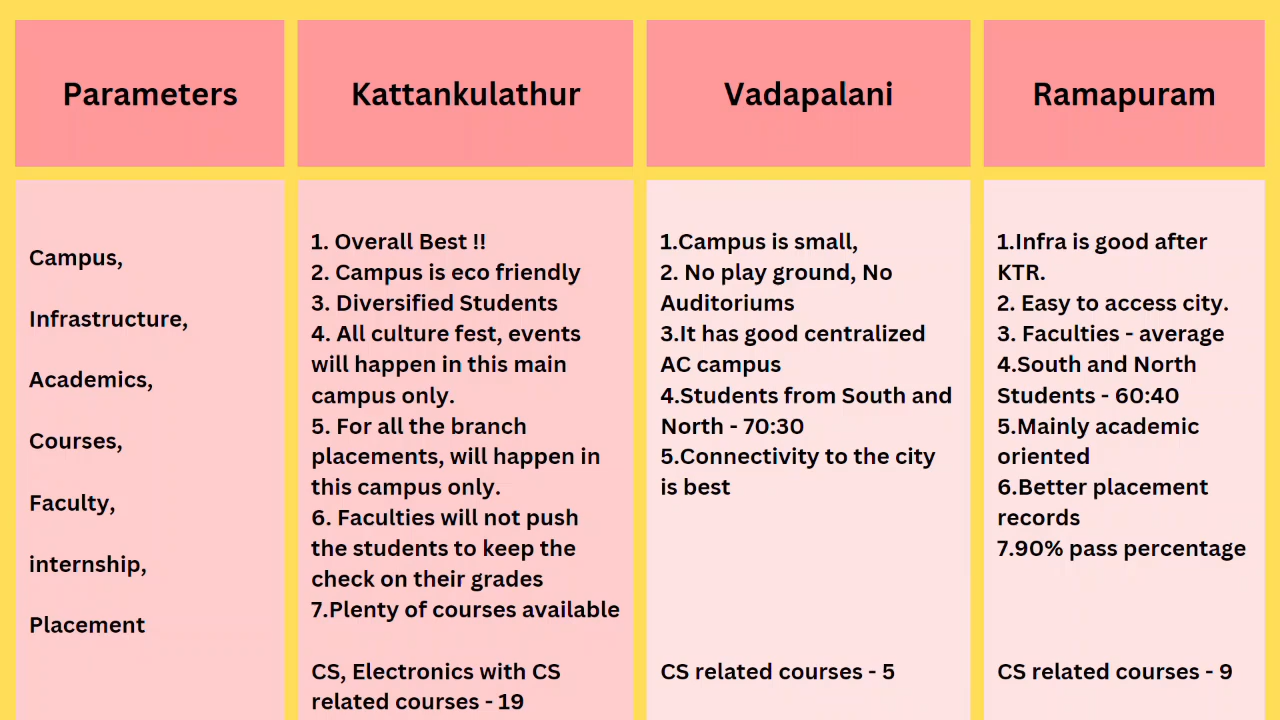 Parameters
Kattankulathur
Vadapalani
Ramapuram
Campus,
Infrastructure,
Academics,
Courses,
Faculty,
internship,
Placement
1. Overall Best !!
2. Campus is eco friendly
3. Diversified Students
4. All culture fest, events
will happen in this main
campus only.
5. For all the branch
placements, will happen in
this campus only.
6. Faculties will not push
the students to keep the
check on their grades
7.Plenty of courses available
CS, Electronics with CS
related courses - 19
1.Campus is small,
2. No play ground, No
Auditoriums
3.It has good centralized
AC campus
4.Students from South and
North - 70:30
5.Connectivity to the city
is best
CS related courses - 5
1.Infra is good after
KTR.
2. Easy to access city.
3. Faculties - average
4.South and North
Students - 60:40
5.Mainly academic
oriented
6.Better placement
records
7.90% pass percentage
CS related courses - 9